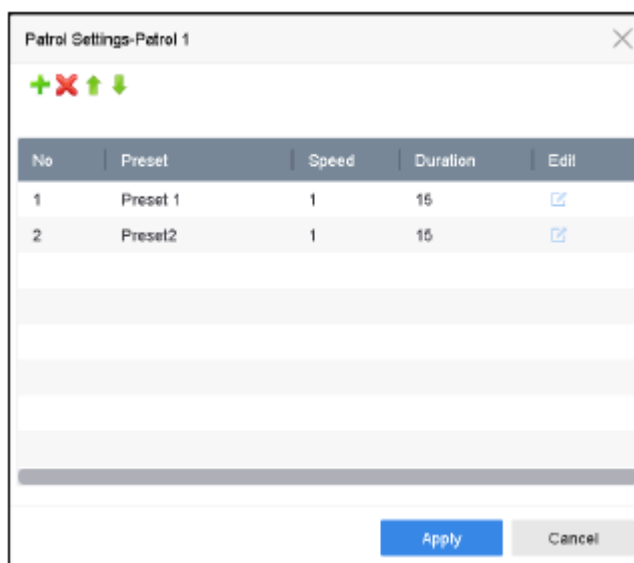 Patrol Settings-Patrol 1
No Preset Speed Duration Edit
1 Preset 1 1 15
2 Preset2 1 15
Apply Cancel